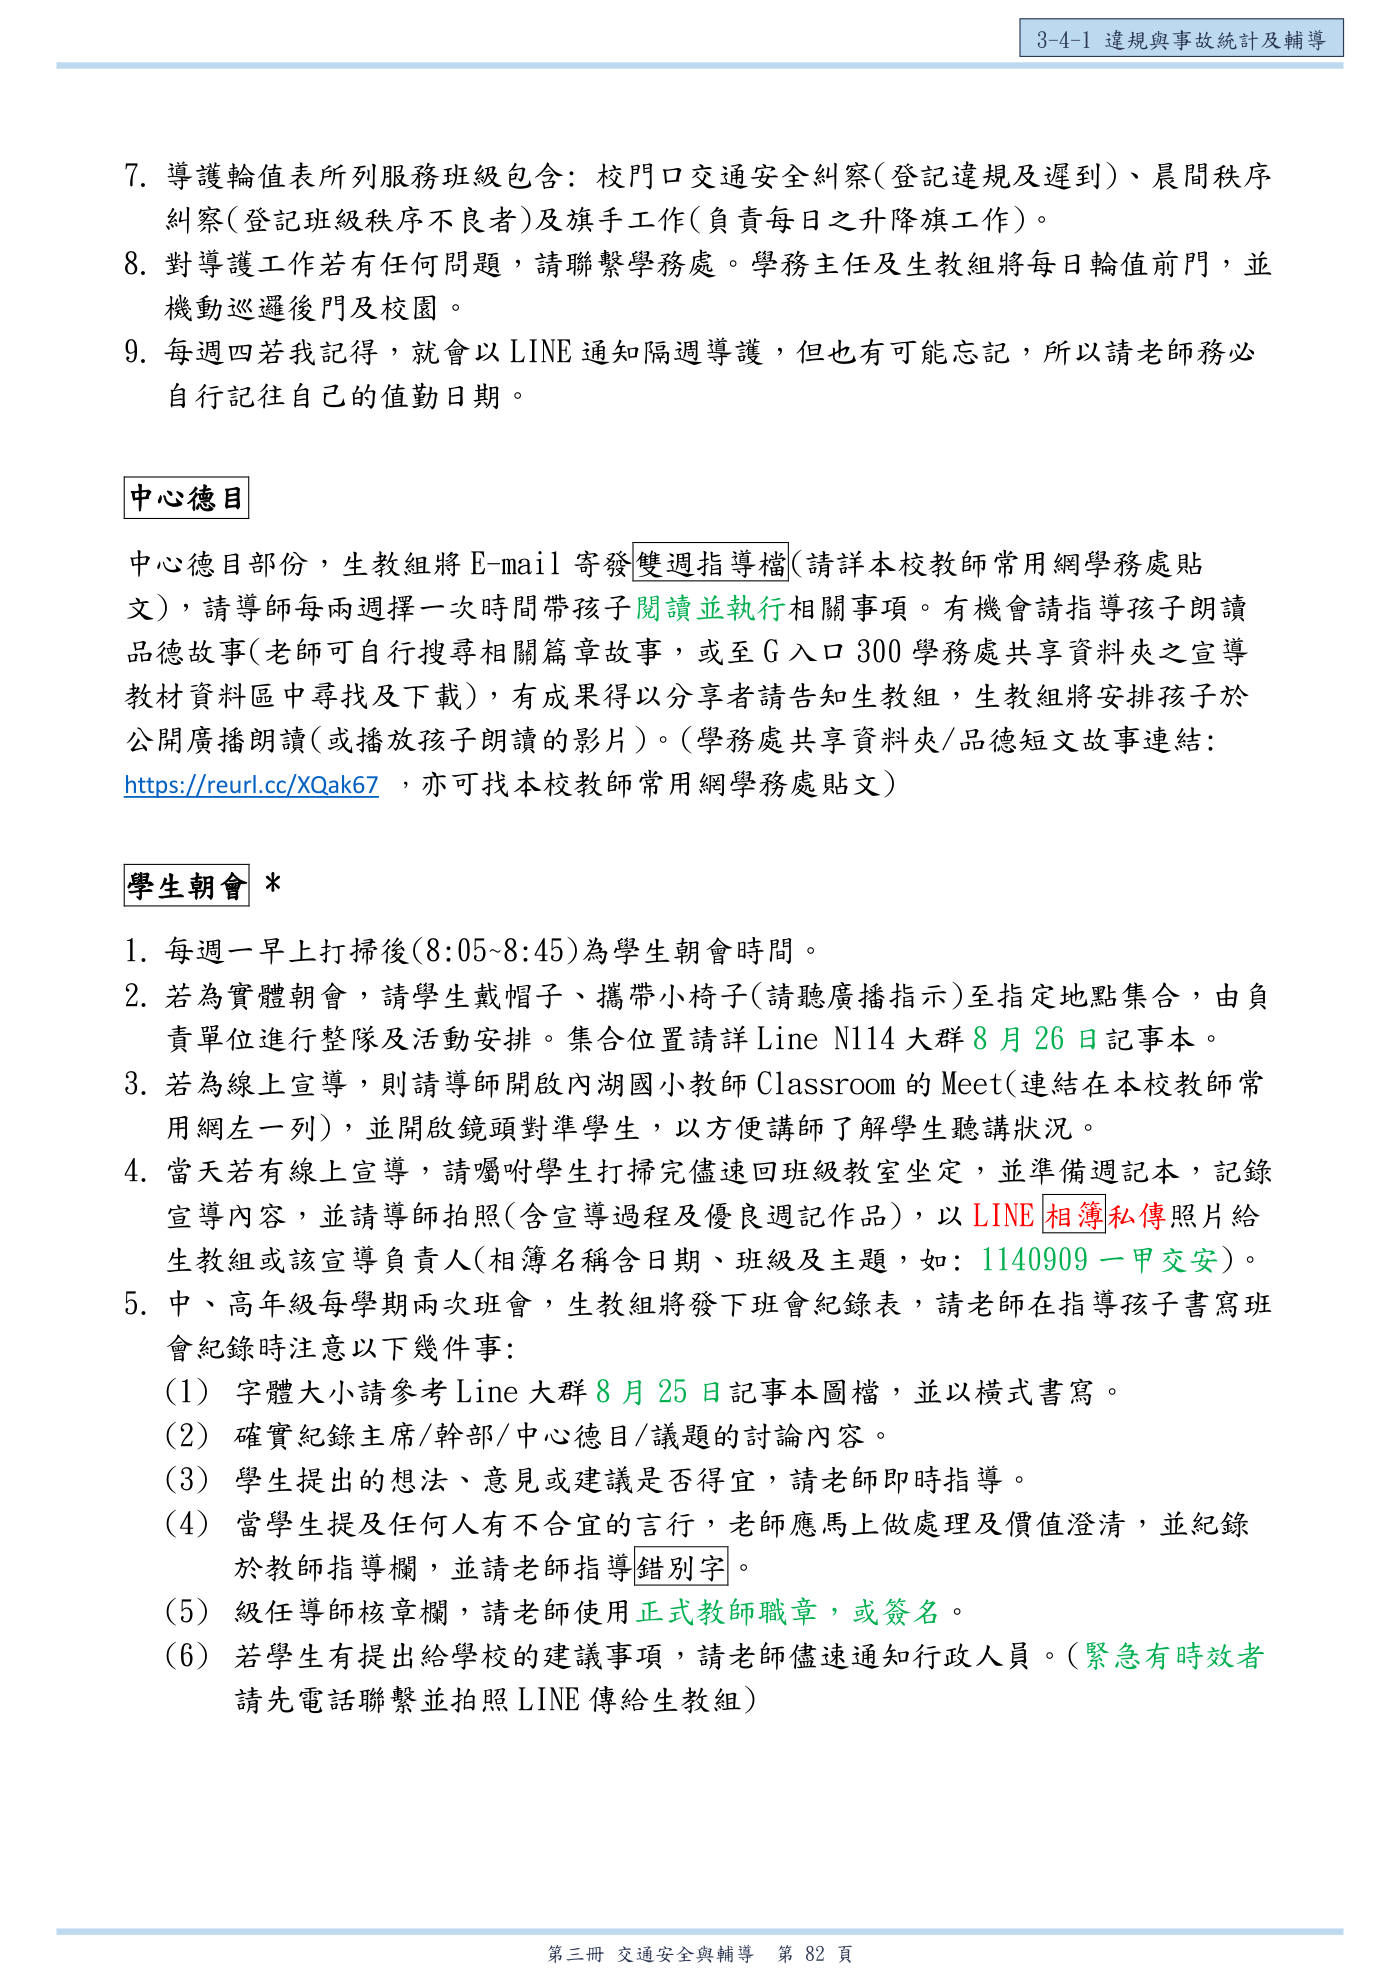 3-4-1 違規與事故統計及輔導
7. 導護輪值表所列服務班級包含: 校門口交通安全糾察(登記違規及遲到)、晨間秩序
糾察(登記班級秩序不良者)及旗手工作(負責每日之升降旗工作)。
8. 對導護工作若有任何問題，請聯繫學務處。學務主任及生教組將每日輪值前門，並
機動巡邏後門及校園。
9. 每週四若我記得，就會以 LINE 通知隔週導護，但也有可能忘記，所以請老師務必
自行記往自己的值勤日期。
中心德目
中心德目部份，生教組將 E-mail 寄發雙週指導檔(請詳本校教師常用網學務處貼
文)，請導師每兩週擇一次時間帶孩子閱讀並執行相關事項。有機會請指導孩子朗讀
品德故事(老師可自行搜尋相關篇章故事，或至 G 入口 300 學務處共享資料夾之宣導
教材資料區中尋找及下載)，有成果得以分享者請告知生教組，生教組將安排孩子於
公開廣播朗讀(或播放孩子朗讀的影片)。(學務處共享資料夾/品德短文故事連結:
https://reurl.cc/XQak67 ，亦可找本校教師常用網學務處貼文)
學生朝會 *
1. 每週一早上打掃後(8:05~8:45)為學生朝會時間。
2. 若為實體朝會，請學生戴帽子、攜帶小椅子(請聽廣播指示)至指定地點集合，由負
責單位進行整隊及活動安排。集合位置請詳 Line N114 大群 8 月 26 日記事本。
3. 若為線上宣導，則請導師開啟內湖國小教師 Classroom 的 Meet(連結在本校教師常
用網左一列)，並開啟鏡頭對準學生，以方便講師了解學生聽講狀況。
4. 當天若有線上宣導，請囑咐學生打掃完儘速回班級教室坐定，並準備週記本，記錄
宣導內容，並請導師拍照(含宣導過程及優良週記作品)，以 LINE 相簿私傳照片給
生教組或該宣導負責人(相簿名稱含日期、班級及主題，如: 1140909 一甲交安)。
5. 中、高年級每學期兩次班會，生教組將發下班會紀錄表，請老師在指導孩子書寫班
會紀錄時注意以下幾件事:
(1) 字體大小請參考 Line 大群 8 月 25 日記事本圖檔，並以橫式書寫。
(2) 確實紀錄主席/幹部/中心德目/議題的討論內容。
(3) 學生提出的想法、意見或建議是否得宜，請老師即時指導。
(4) 當學生提及任何人有不合宜的言行，老師應馬上做處理及價值澄清，並紀錄
於教師指導欄，並請老師指導錯別字。
(5) 級任導師核章欄，請老師使用正式教師職章，或簽名。
(6) 若學生有提出給學校的建議事項，請老師儘速通知行政人員。(緊急有時效者
請先電話聯繫並拍照 LINE 傳給生教組)
第三冊 交通安全與輔導 第 82 頁